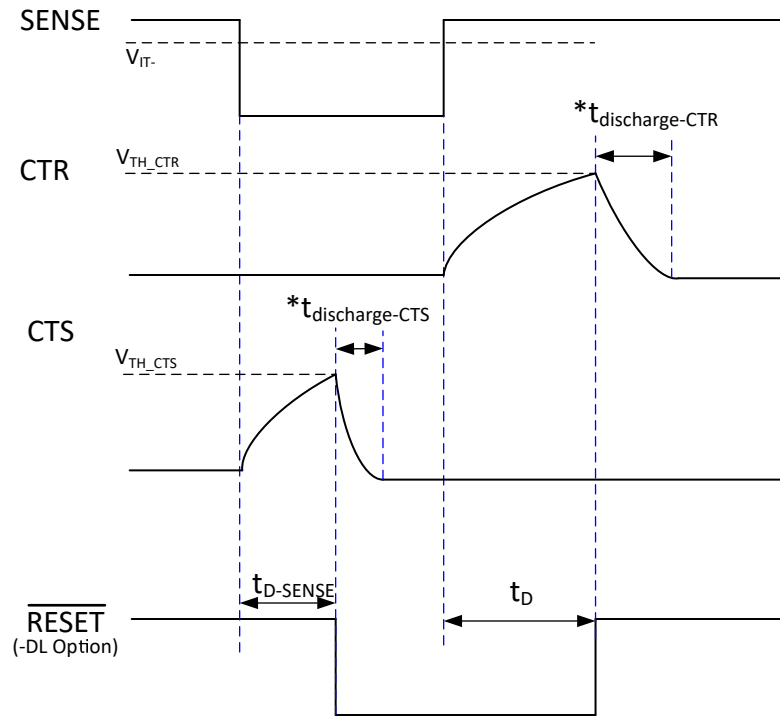 SENSE
V_IT-
*t_discharge-CTR
V_TH_CTR
CTR
*t_discharge-CTS
CTS
V_TH_CTS
t_D-SENSE
t_D
RESET
(-DL Option)